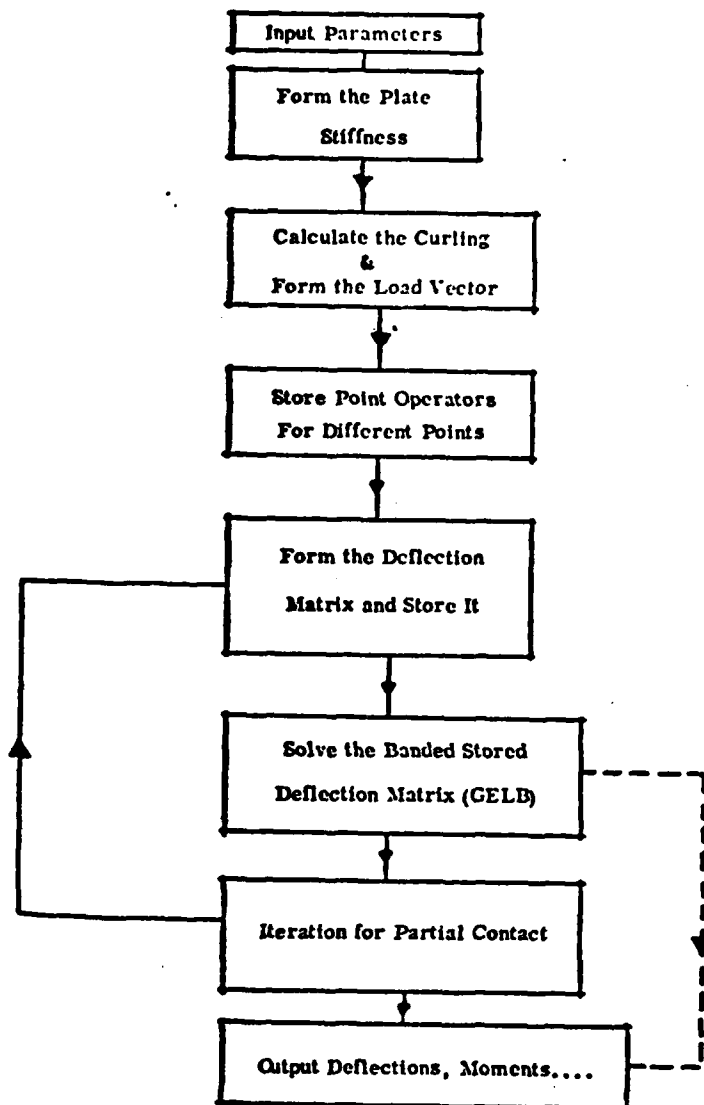 Input Parameters
Form the Plate
Stiffness
Calculate the Curling
&
Form the Load Vector
Store Point Operators
For Different Points
Form the Deflection
Matrix and Store It
Solve the Banded Stored
Deflection Matrix (GELB)
Iteration for Partial Contact
Output Deflections, Moments....